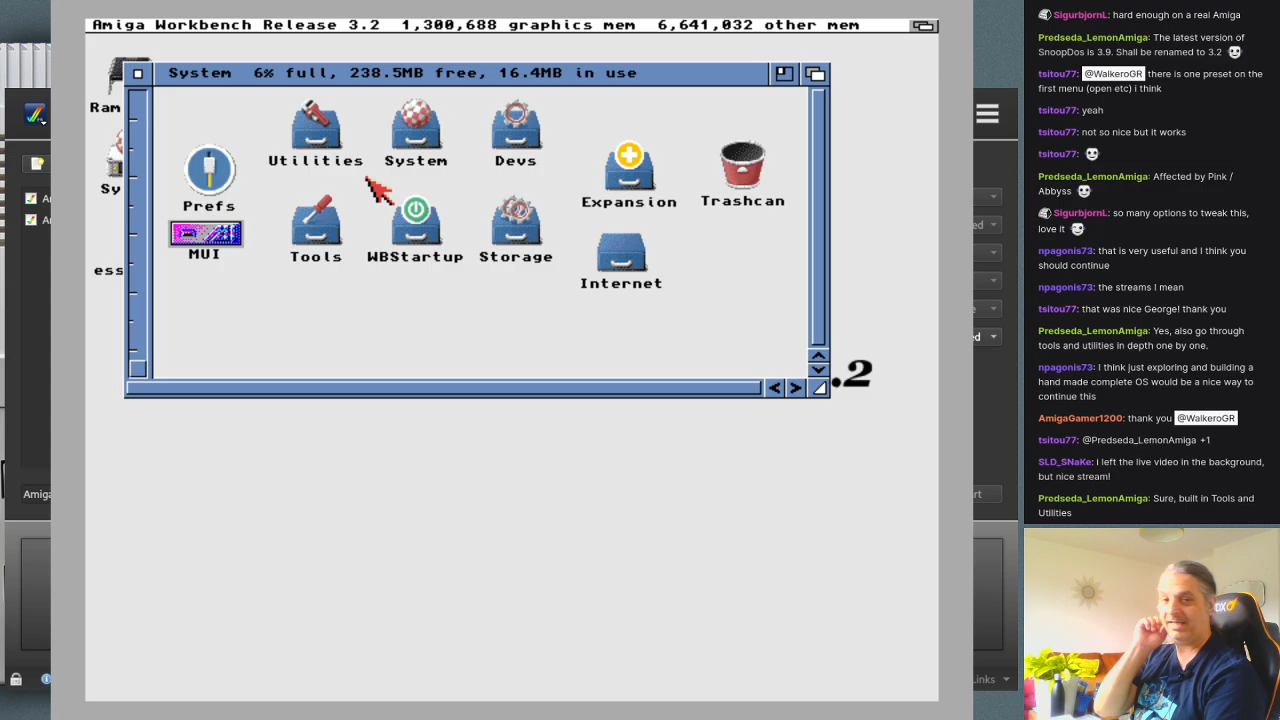 Amiga Workbench Release 3.2  1,300,688 graphics mem  6,641,032 other mem
System  6% full, 238.5MB free, 16.4MB in use
Ram
Utilities
System
Devs
Prefs
Expansion
Trashcan
Sy
MUI
Tools
WBStartup
Storage
Internet
ess
.2
Amiga
ed
ed
rt
Links
SigurbjornL: hard enough on a real Amiga
Predseda_LemonAmiga: The latest version of
SnoopDos is 3.9. Shall be renamed to 3.2
tsitou77: @WalkeroGR there is one preset on the
first menu (open etc) i think
tsitou77: yeah
tsitou77: not so nice but it works
tsitou77:
Predseda_LemonAmiga: Affected by Pink /
Abbyss
SigurbjornL: so many options to tweak this,
love it
npagonis73: that is very useful and I think you
should continue
npagonis73: the streams I mean
tsitou77: that was nice George! thank you
Predseda_LemonAmiga: Yes, also go through
tools and utilities in depth one by one.
npagonis73: I think just exploring and building a
hand made complete OS would be a nice way to
continue this
AmigaGamer1200: thank you @WalkeroGR
tsitou77: @Predseda_LemonAmiga +1
SLD_SNaKe: i left the live video in the background,
but nice stream!
Predseda_LemonAmiga: Sure, built in Tools and
Utilities